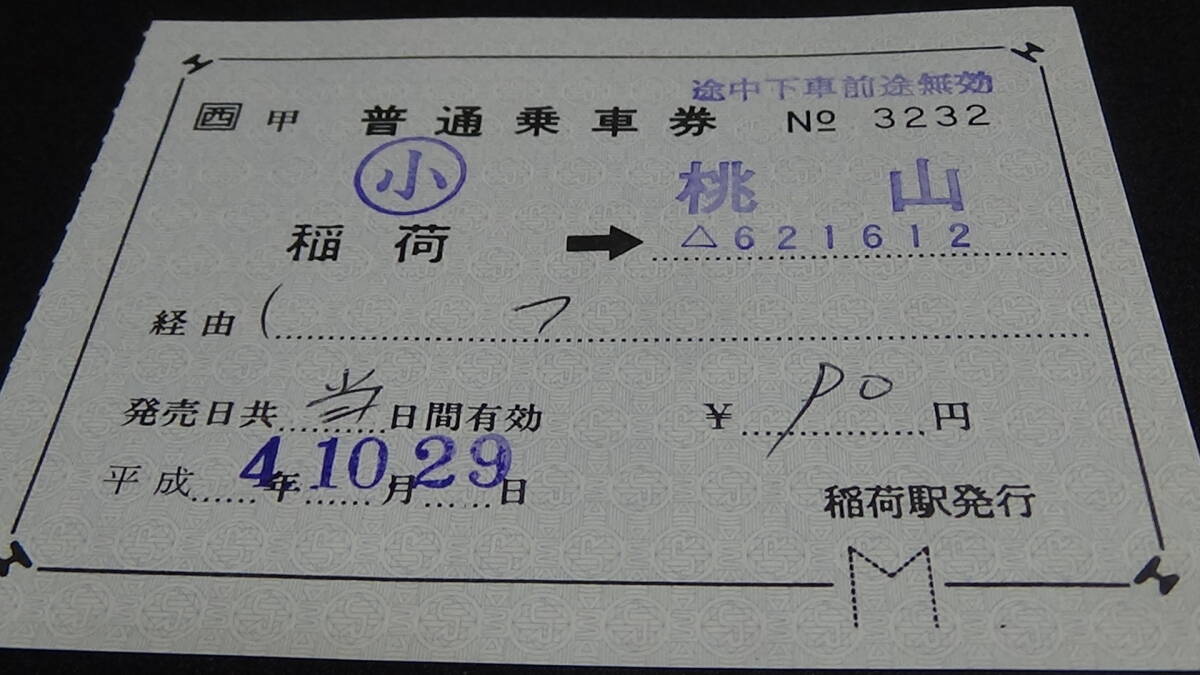 途中下車前途無効
西 甲 普通乗車券 № 3232
小 桃山
稲荷 → △621612
経由 ( フ
発売日共 当 日間有効 ¥ 90 円
平成 4年 10月 29日
稲荷駅発行